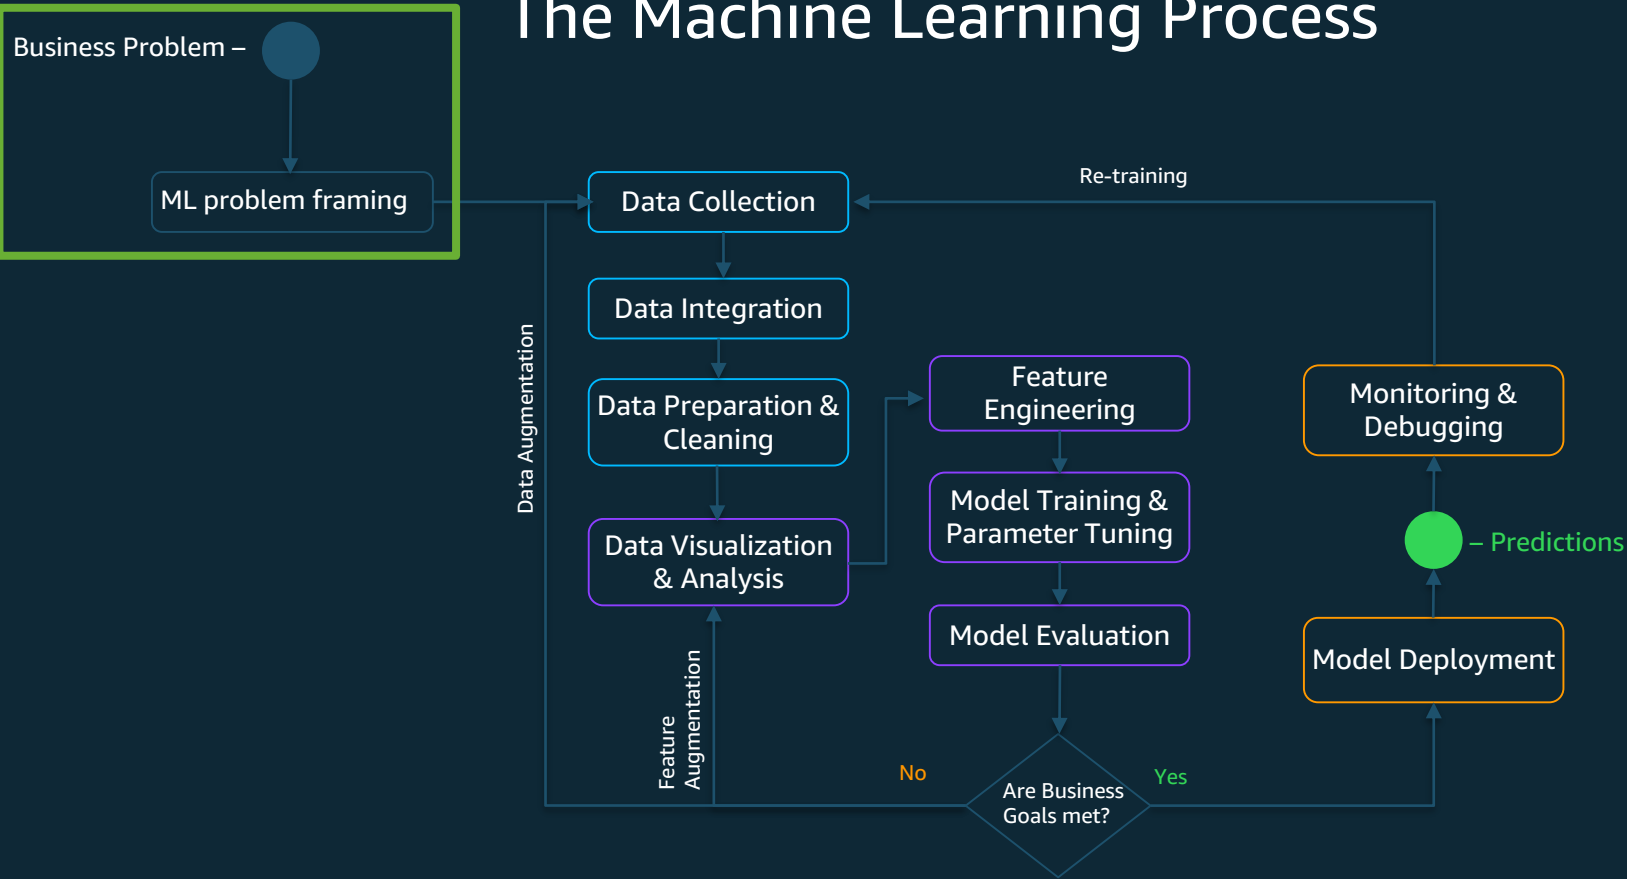 The Machine Learning Process
Business Problem –
ML problem framing
Data Collection
Re-training
Data Integration
Data Augmentation
Data Preparation &
Cleaning
Data Visualization
& Analysis
Feature
Augmentation
Feature
Engineering
Model Training &
Parameter Tuning
Model Evaluation
Are Business
Goals met?
No
Yes
Monitoring &
Debugging
– Predictions
Model Deployment